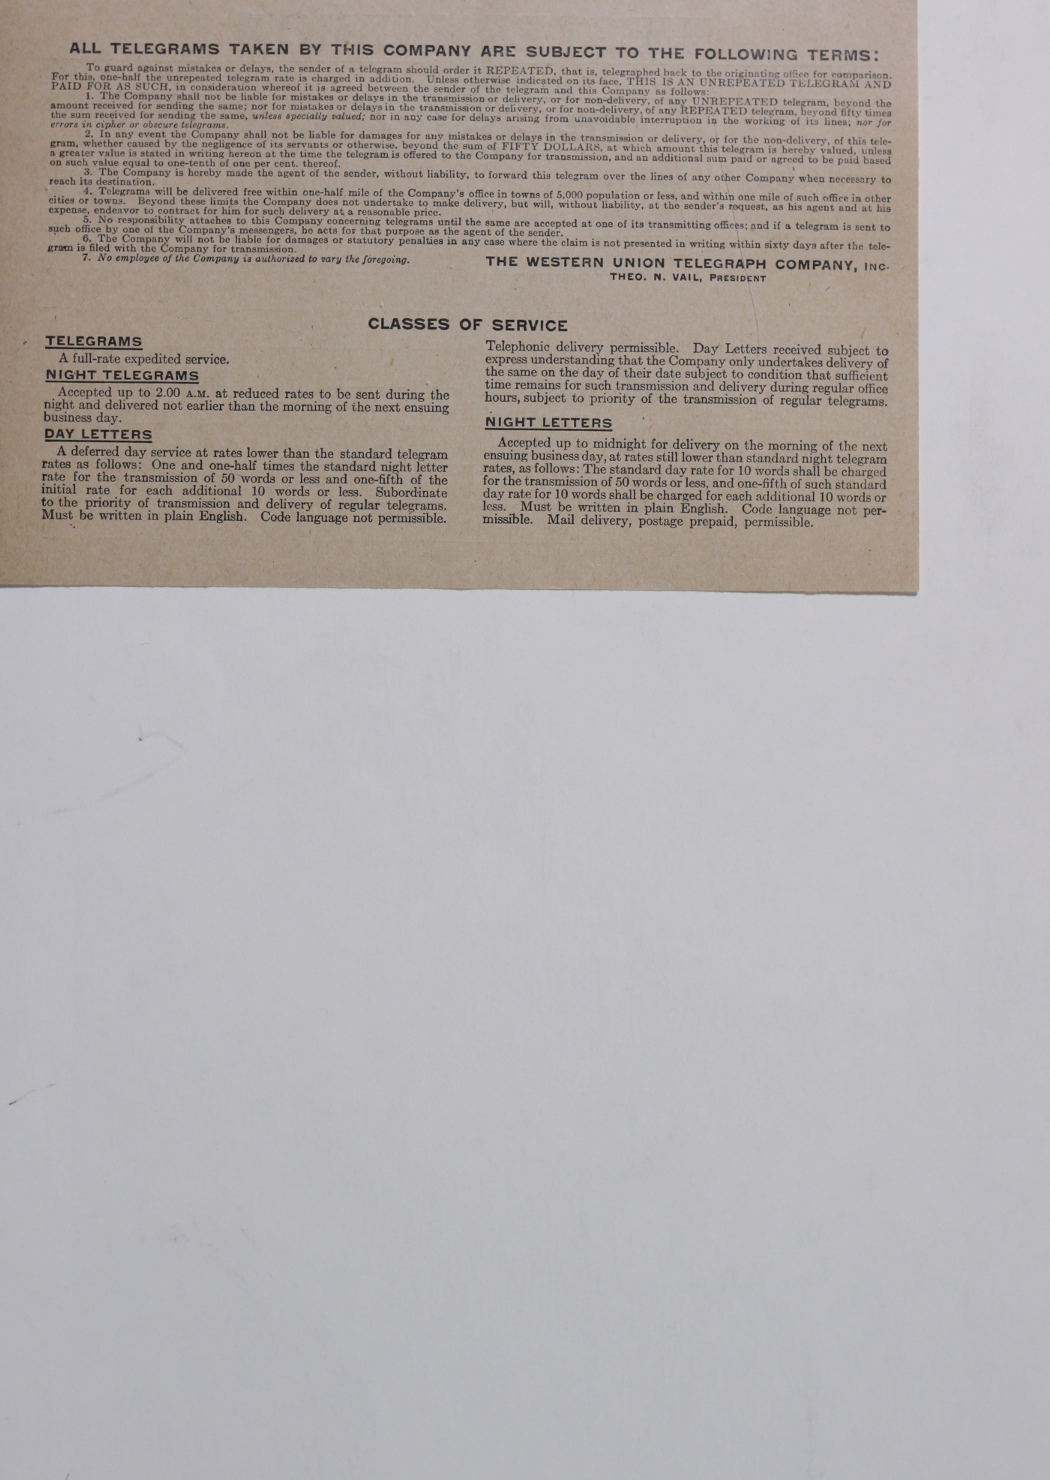 ALL TELEGRAMS TAKEN BY THIS COMPANY ARE SUBJECT TO THE FOLLOWING TERMS:
To guard against mistakes or delays, the sender of a telegram should order it REPEATED, that is, telegraphed back to the originating office for comparison.
For this, one-half the unrepeated telegram rate is charged in addition. Unless otherwise indicated on its face, THIS IS AN UNREPEATED TELEGRAM AND
PAID FOR AS SUCH, in consideration whereof it is agreed between the sender of the telegram and this Company as follows:
1. The Company shall not be liable for mistakes or delays in the transmission or delivery, or for non-delivery, of any UNREPEATED telegram, beyond the
amount received for sending the same; nor for mistakes or delays in the transmission or delivery, or for non-delivery, of any REPEATED telegram, beyond fifty times
the sum received for sending the same, unless specially valued; nor in any case for delays arising from unavoidable interruption in the working of its lines; nor for
errors in cipher or obscure telegrams.
2. In any event the Company shall not be liable for damages for any mistakes or delays in the transmission or delivery, or for the non-delivery, of this tele-
gram, whether caused by the negligence of its servants or otherwise, beyond the sum of FIFTY DOLLARS, at which amount this telegram is hereby valued, unless
a greater value is stated in writing hereon at the time the telegram is offered to the Company for transmission, and an additional sum paid or agreed to be paid based
on such value equal to one-tenth of one per cent. thereof.
3. The Company is hereby made the agent of the sender, without liability, to forward this telegram over the lines of any other Company when necessary to
reach its destination.
4. Telegrams will be delivered free within one-half mile of the Company's office in towns of 5,000 population or less, and within one mile of such office in other
cities or towns. Beyond these limits the Company does not undertake to make delivery, but will, without liability, at the sender's request, as his agent and at his
expense, endeavor to contract for him for such delivery at a reasonable price.
5. No responsibility attaches to this Company concerning telegrams until the same are accepted at one of its transmitting offices; and if a telegram is sent to
such office by one of the Company's messengers, he acts for that purpose as the agent of the sender.
6. The Company will not be liable for damages or statutory penalties in any case where the claim is not presented in writing within sixty days after the tele-
gram is filed with the Company for transmission.
7. No employee of the Company is authorized to vary the foregoing.
THE WESTERN UNION TELEGRAPH COMPANY, INC.
THEO. N. VAIL, PRESIDENT
CLASSES OF SERVICE
TELEGRAMS
A full-rate expedited service.
NIGHT TELEGRAMS
Accepted up to 2.00 A.M. at reduced rates to be sent during the
night and delivered not earlier than the morning of the next ensuing
business day.
DAY LETTERS
A deferred day service at rates lower than the standard telegram
rates as follows: One and one-half times the standard night letter
rate for the transmission of 50 words or less and one-fifth of the
initial rate for each additional 10 words or less. Subordinate
to the priority of transmission and delivery of regular telegrams.
Must be written in plain English. Code language not permissible.
Telephonic delivery permissible. Day Letters received subject to
express understanding that the Company only undertakes delivery of
the same on the day of their date subject to condition that sufficient
time remains for such transmission and delivery during regular office
hours, subject to priority of the transmission of regular telegrams.
NIGHT LETTERS
Accepted up to midnight for delivery on the morning of the next
ensuing business day, at rates still lower than standard night telegram
rates, as follows: The standard day rate for 10 words shall be charged
for the transmission of 50 words or less, and one-fifth of such standard
day rate for 10 words shall be charged for each additional 10 words or
less. Must be written in plain English. Code language not per-
missible. Mail delivery, postage prepaid, permissible.